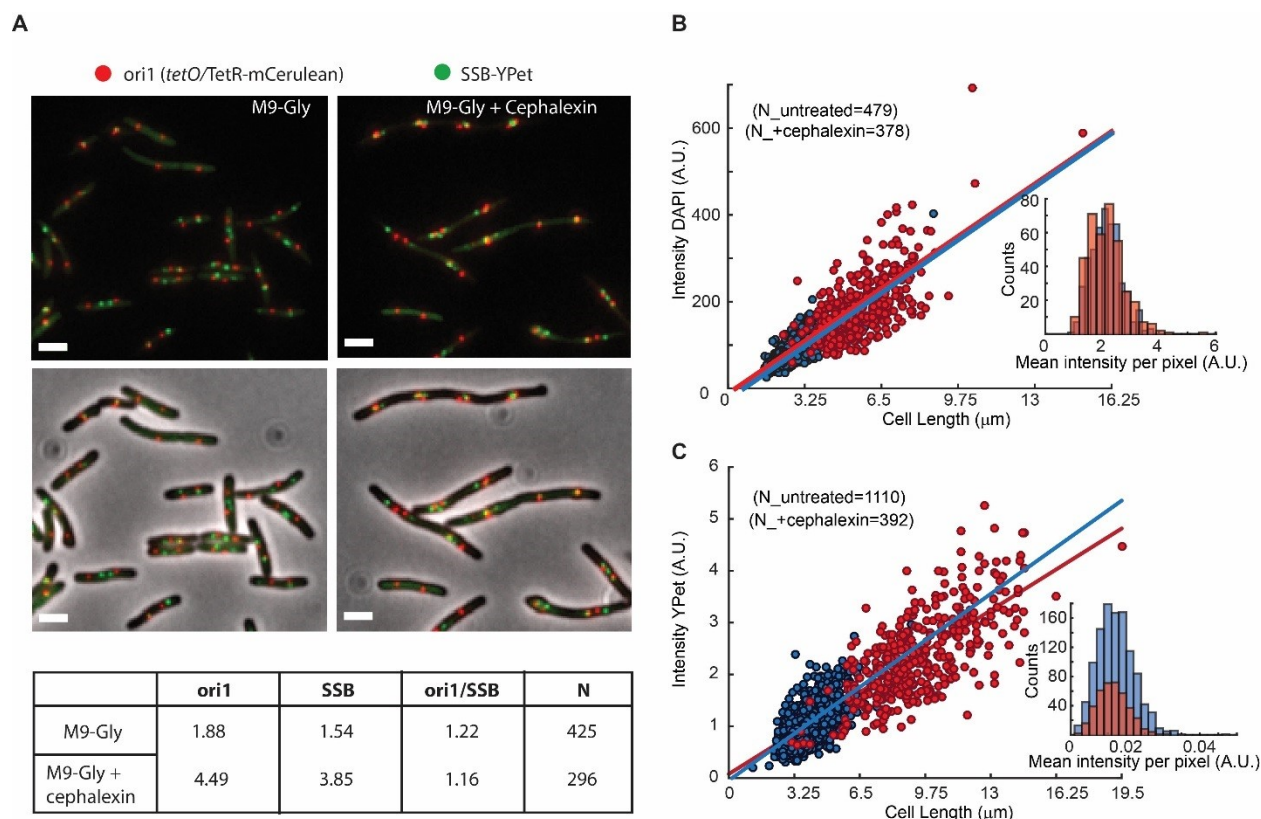 A
ori1 (tetO/TetR-mCerulean)
SSB-YPet
M9-Gly
M9-Gly + Cephalexin
ori1 SSB ori1/SSB N
M9-Gly 1.88 1.54 1.22 425
M9-Gly + cephalexin 4.49 3.85 1.16 296
B
(N_untreated=479)
(N_+cephalexin=378)
Intensity DAPI (A.U.)
600
400
200
0
0 3.25 6.5 9.75 13 16.25
Cell Length (μm)
Counts
80
60
40
20
0
0 2 4 6
Mean intensity per pixel (A.U.)
C
(N_untreated=1110)
(N_+cephalexin=392)
Intensity YPet (A.U.)
6
5
4
3
2
1
0
0 3.25 6.5 9.75 13 16.25 19.5
Cell Length (μm)
Counts
160
120
80
40
0 0.02 0.04
Mean intensity per pixel (A.U.)